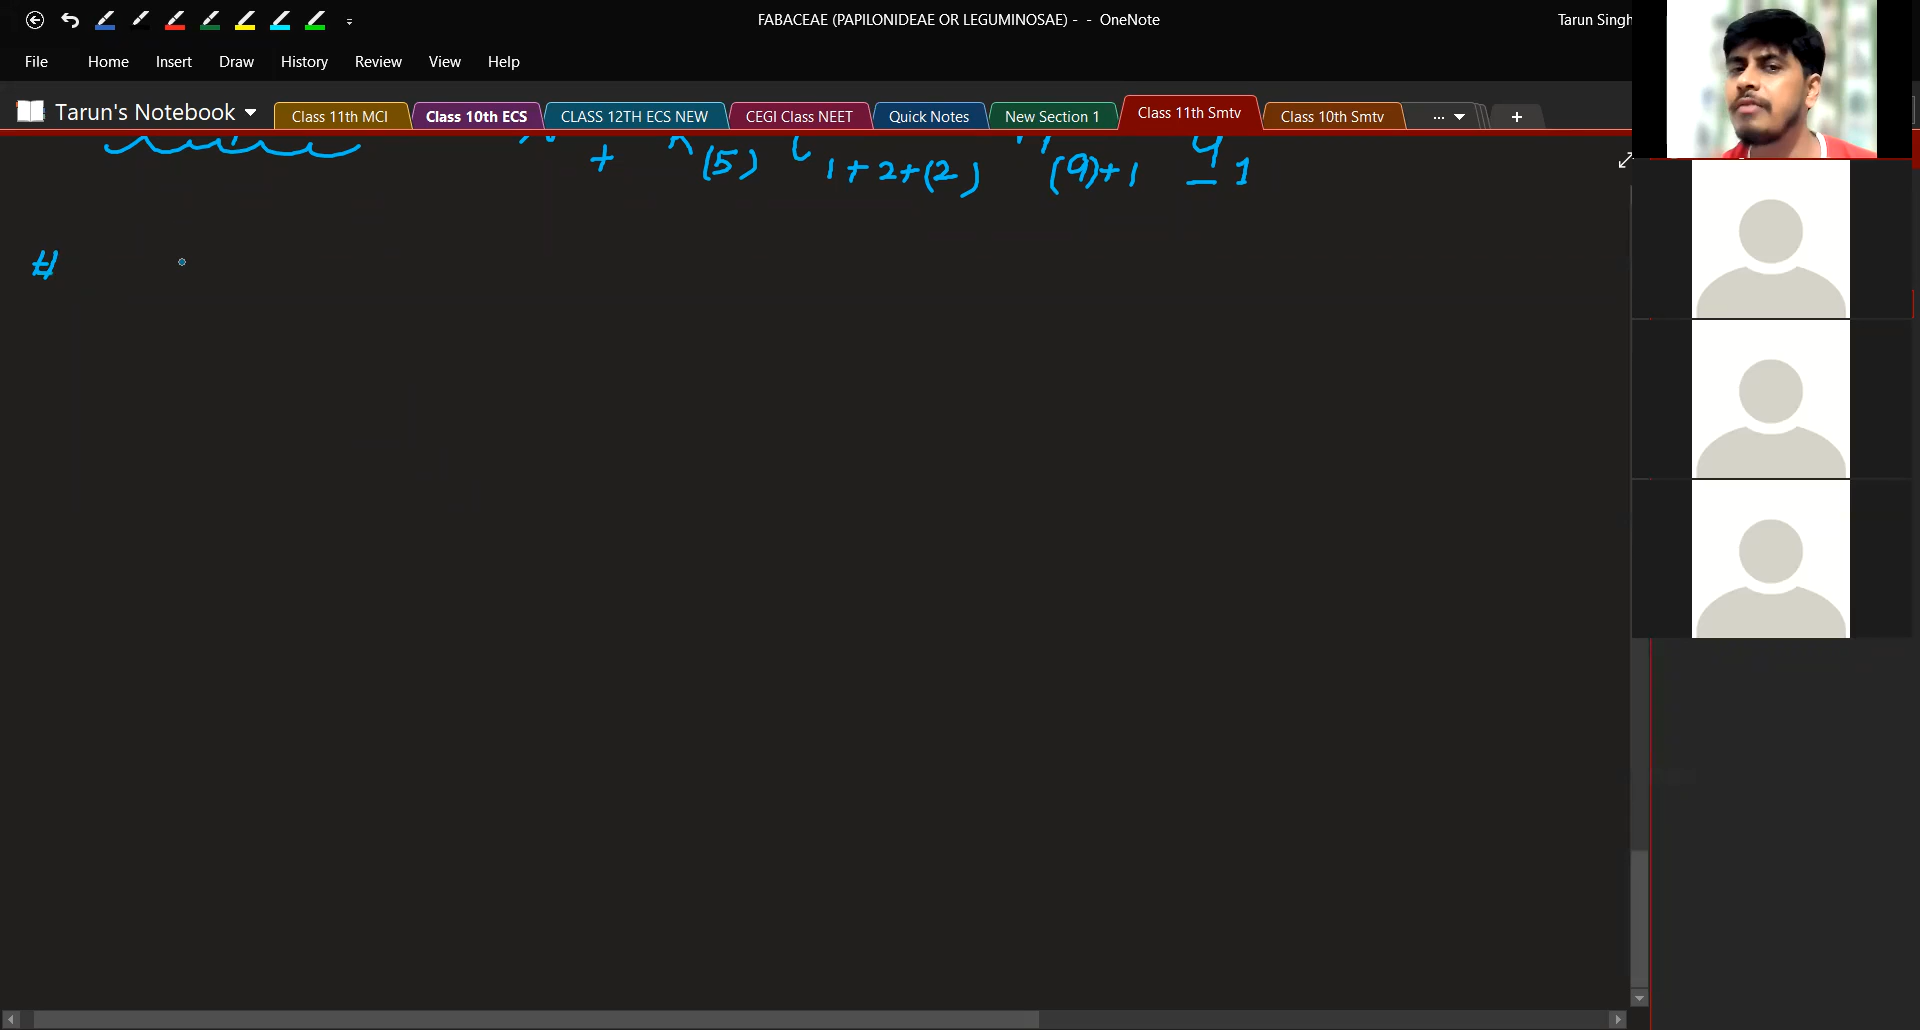 FABACEAE (PAPILONIDEAE OR LEGUMINOSAE) - - OneNote
Tarun Singh
File Home Insert Draw History Review View Help
Tarun's Notebook
Class 11th MCI Class 10th ECS CLASS 12TH ECS NEW CEGI Class NEET Quick Notes New Section 1 Class 11th Smtv Class 10th Smtv ... +
+ (5) 1+2+(2) (9)+1 1
#